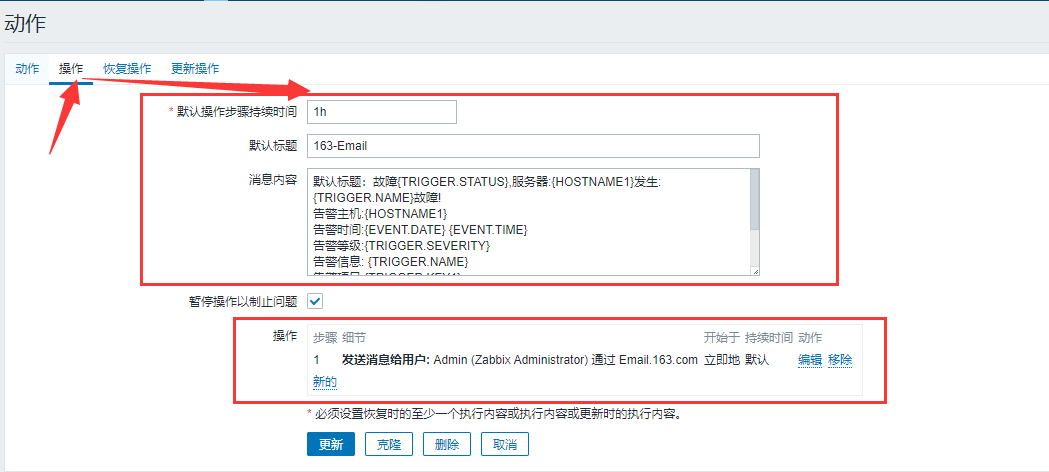 动作
动作 操作 恢复操作 更新操作
* 默认操作步骤持续时间 1h
默认标题 163-Email
消息内容 默认标题：故障{TRIGGER.STATUS},服务器:{HOSTNAME1}发生:
{TRIGGER.NAME}故障!
告警主机:{HOSTNAME1}
告警时间:{EVENT.DATE} {EVENT.TIME}
告警等级:{TRIGGER.SEVERITY}
告警信息: {TRIGGER.NAME}
告警项目:{TRIGGER.KEY1}
暂停操作以制止问题
操作 步骤 细节 开始于 持续时间 动作
1 发送消息给用户: Admin (Zabbix Administrator) 通过 Email.163.com 立即地 默认 编辑 移除
新的
* 必须设置恢复时的至少一个执行内容或执行内容或更新时的执行内容。
更新 克隆 删除 取消